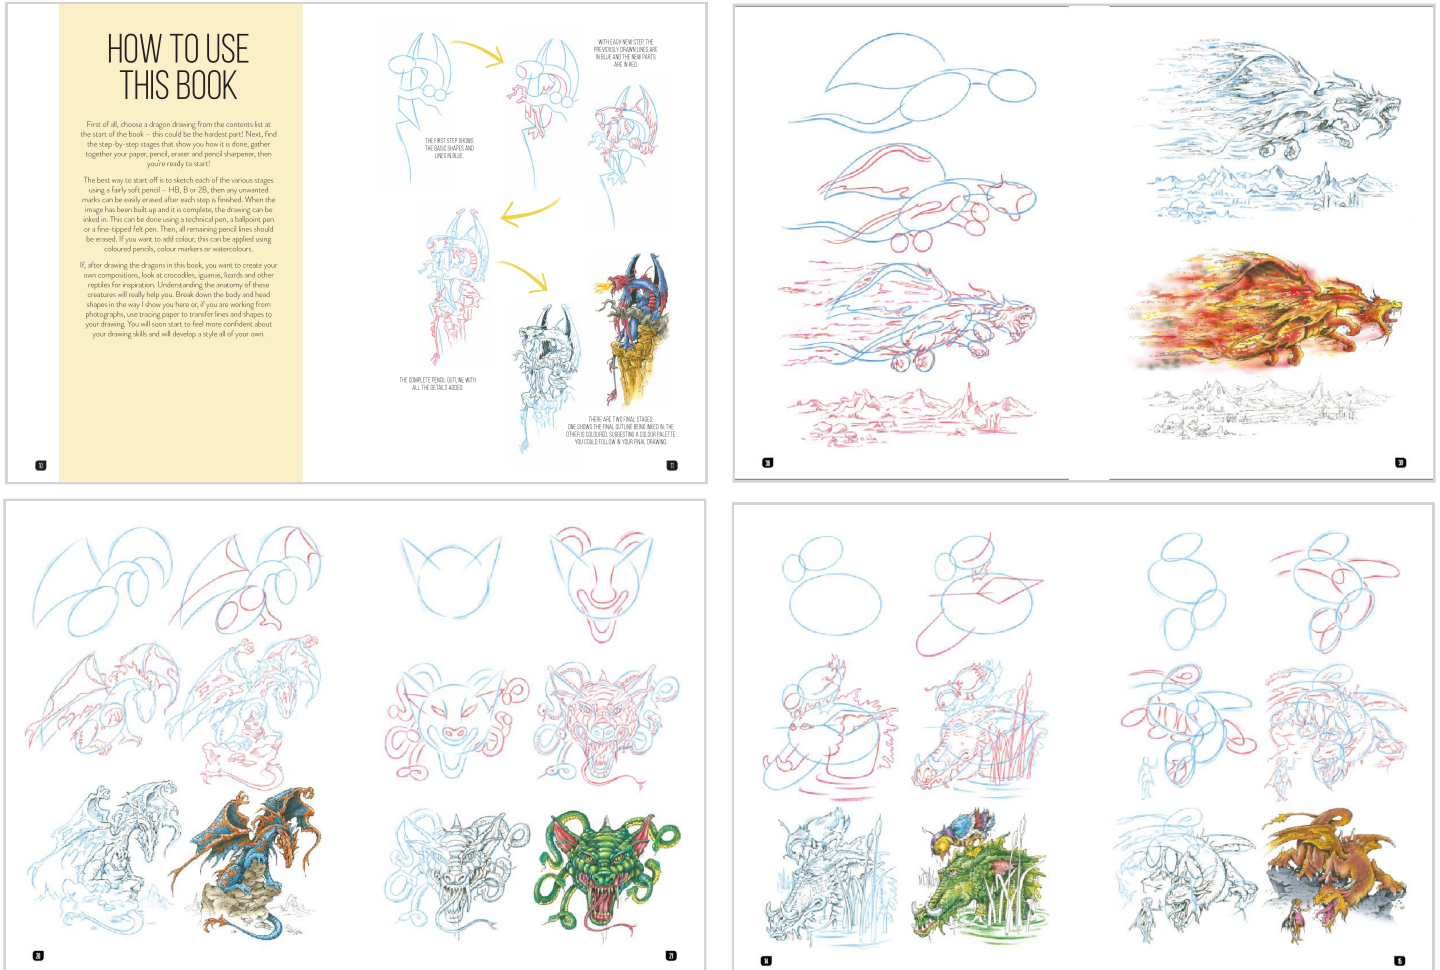 HOW TO USE
THIS BOOK
First of all, choose a dragon drawing from the contents list at
the start of the book – this could be the hardest part! Next, find
the step-by-step stages that show you how it is done, gather
together your paper, pencil, eraser and pencil sharpener, then
you're ready to start!
The best way to start off is to sketch each of the various stages
using a fairly soft pencil – HB, B or 2B, then any unwanted
marks can be easily erased after each step is finished. When the
image has been built up and it is complete, the drawing can be
inked in. This can be done using a technical pen, a ballpoint pen
or a fine-tipped felt pen. Then, all remaining pencil lines should
be erased. If you want to add colour, this can be applied using
coloured pencils, colour markers or watercolours.
If, after drawing the dragons in this book, you want to create your
own compositions, look at crocodiles, iguanas, lizards and other
reptiles for inspiration. Understanding the anatomy of these
creatures will really help you. Break down the body and head
shapes in the way I show you here or, if you are working from
photographs, use tracing paper to transfer lines and shapes to
your drawing. You will soon start to feel more confident about
your drawing skills and will develop a style all of your own.
10
WITH EACH NEW STEP, THE
PREVIOUSLY DRAWN LINES ARE
IN BLUE AND THE NEW PARTS
ARE IN RED.
THE FIRST STEP SHOWS
THE BASIC SHAPES AND
LINES IN BLUE.
THE COMPLETE PENCIL OUTLINE WITH
ALL THE DETAILS ADDED.
THERE ARE TWO FINAL STAGES.
ONE SHOWS THE FINAL OUTLINE BEING INKED IN; THE
OTHER IS COLOURED, SUGGESTING A COLOUR PALETTE
YOU COULD FOLLOW IN YOUR FINAL DRAWING.
11
38
39
20
21
14
15